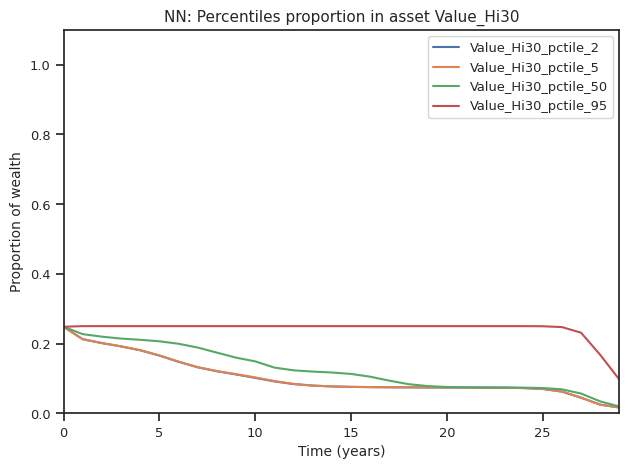 NN: Percentiles proportion in asset Value_Hi30
Value_Hi30_pctile_2
Value_Hi30_pctile_5
Value_Hi30_pctile_50
Value_Hi30_pctile_95
Proportion of wealth
1.0
0.8
0.6
0.4
0.2
0.0
0 5 10 15 20 25
Time (years)